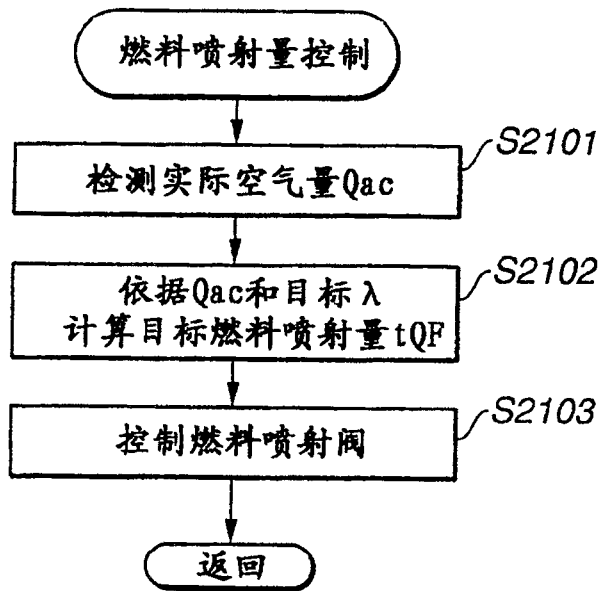 燃料喷射量控制
S2101
检测实际空气量Qac
S2102
依据Qac和目标λ
计算目标燃料喷射量tQF
S2103
控制燃料喷射阀
返回